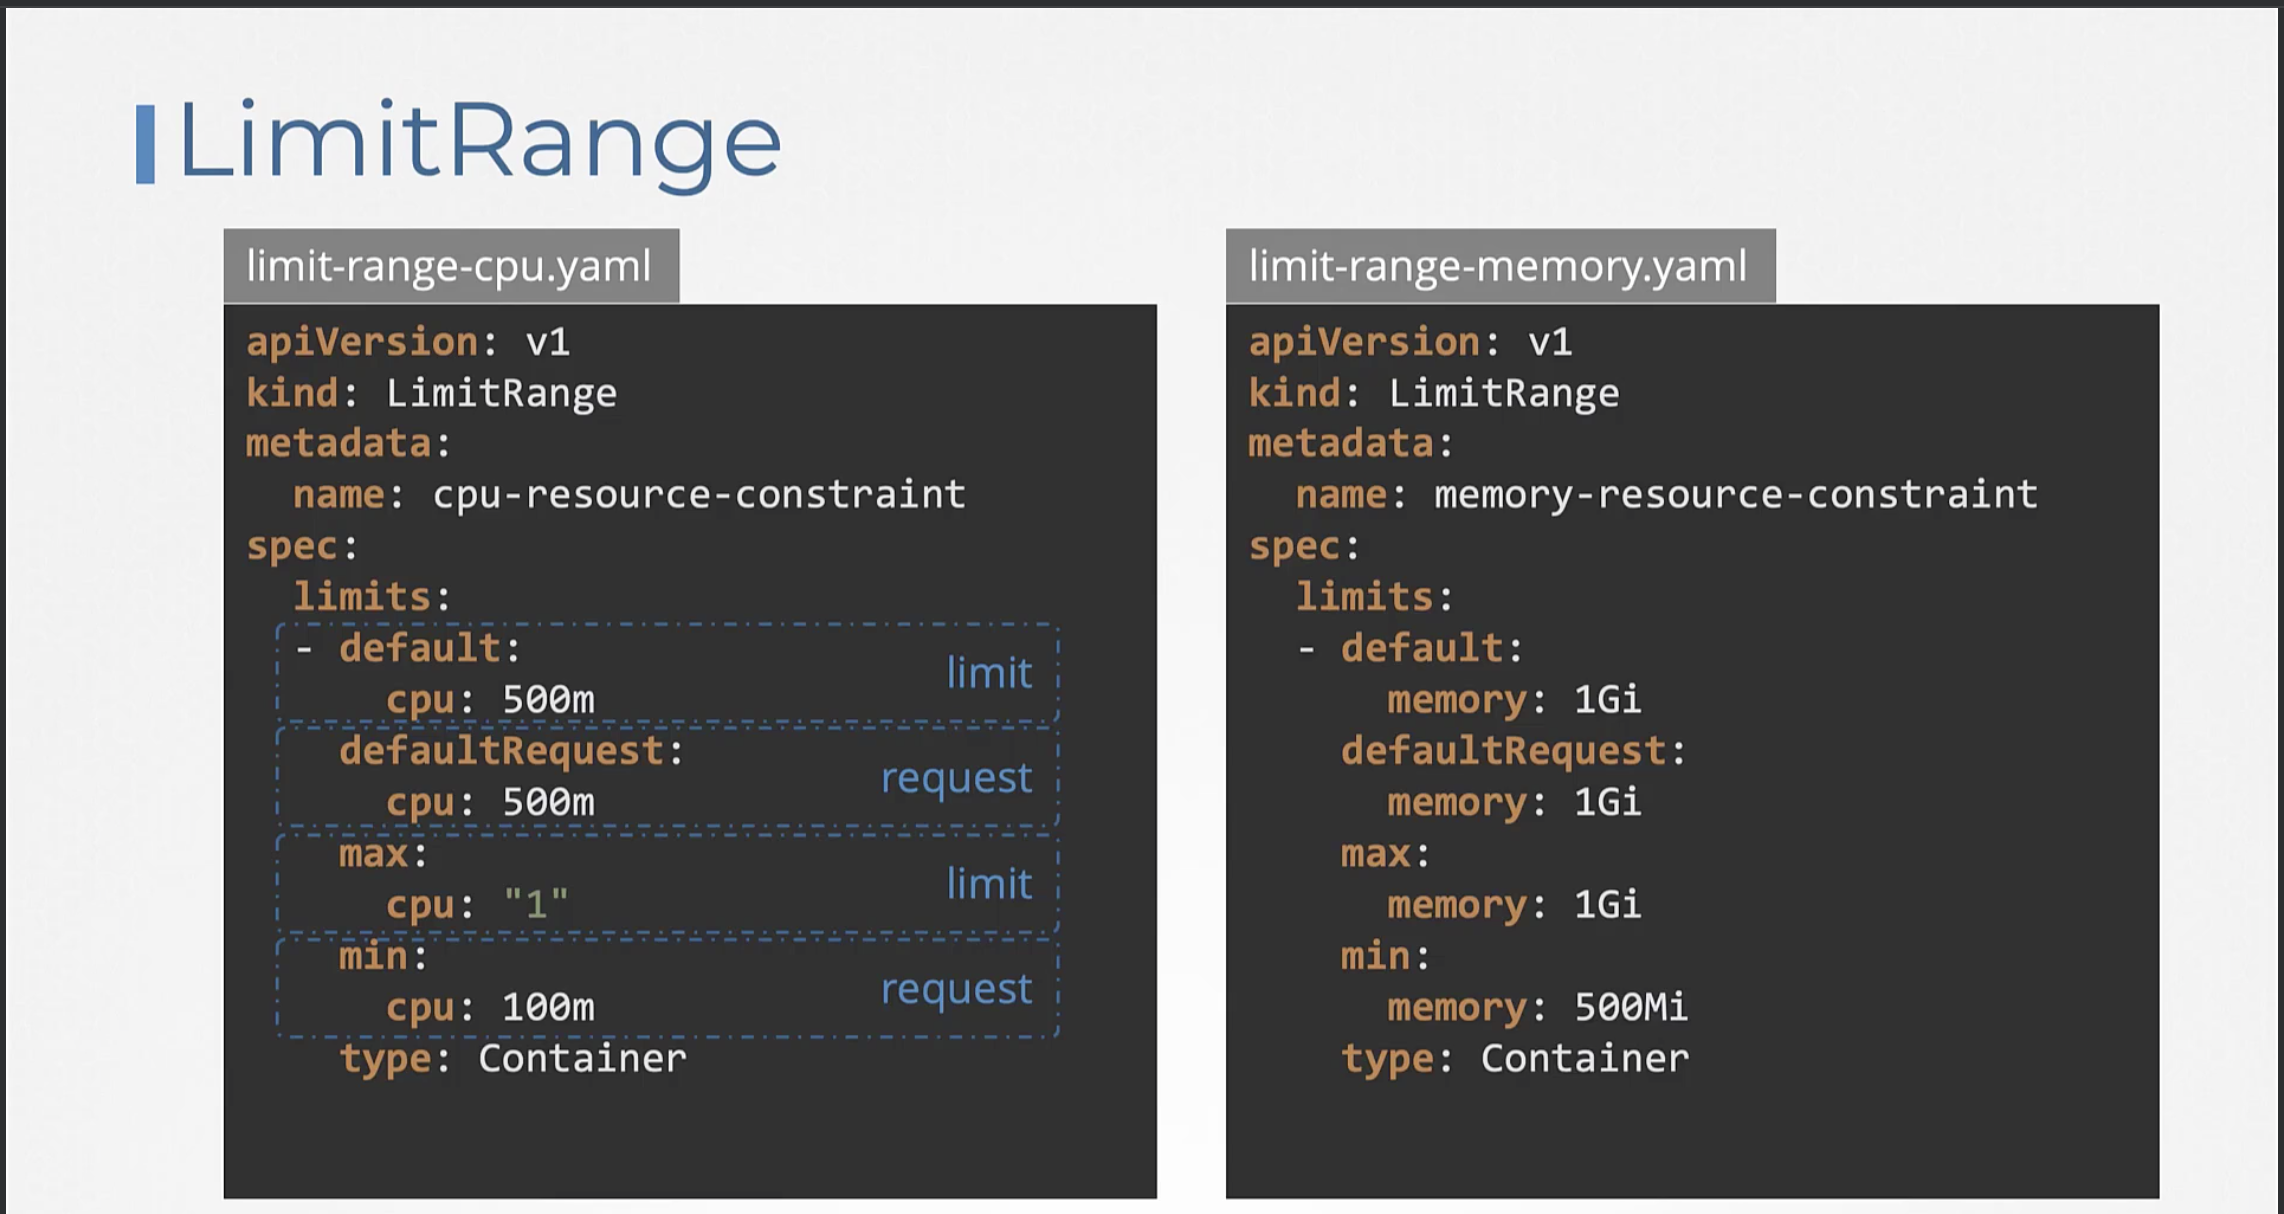 LimitRange
limit-range-cpu.yaml
apiVersion: v1
kind: LimitRange
metadata:
  name: cpu-resource-constraint
spec:
  limits:
  - default:
      cpu: 500m
limit
    defaultRequest:
      cpu: 500m
request
    max:
      cpu: "1"
limit
    min:
      cpu: 100m
request
    type: Container
limit-range-memory.yaml
apiVersion: v1
kind: LimitRange
metadata:
  name: memory-resource-constraint
spec:
  limits:
  - default:
      memory: 1Gi
    defaultRequest:
      memory: 1Gi
    max:
      memory: 1Gi
    min:
      memory: 500Mi
    type: Container